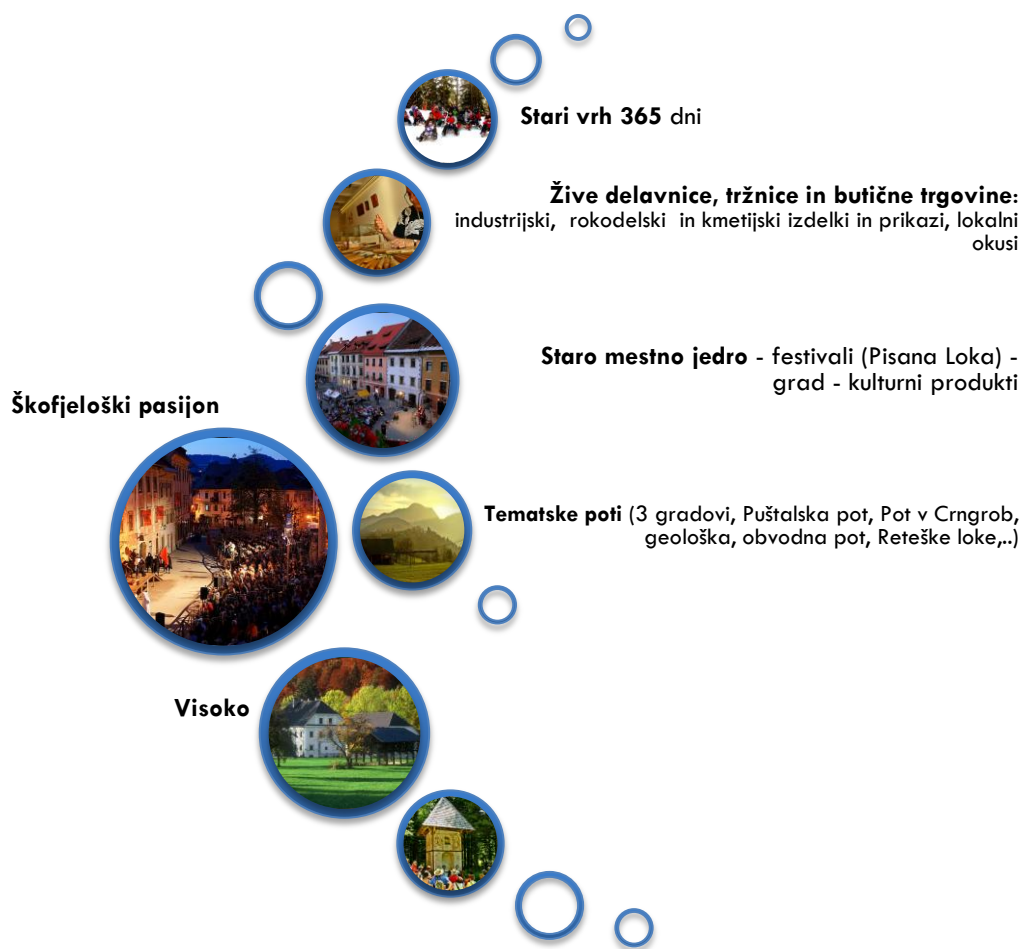 Stari vrh 365 dni
Žive delavnice, tržnice in butične trgovine:
industrijski, rokodelski in kmetijski izdelki in prikazi, lokalni
okusi
Staro mestno jedro - festivali (Pisana Loka) -
grad - kulturni produkti
Škofjeloški pasijon
Tematske poti (3 gradovi, Puštalska pot, Pot v Crngrob,
geološka, obvodna pot, Reteške loke,..)
Visoko